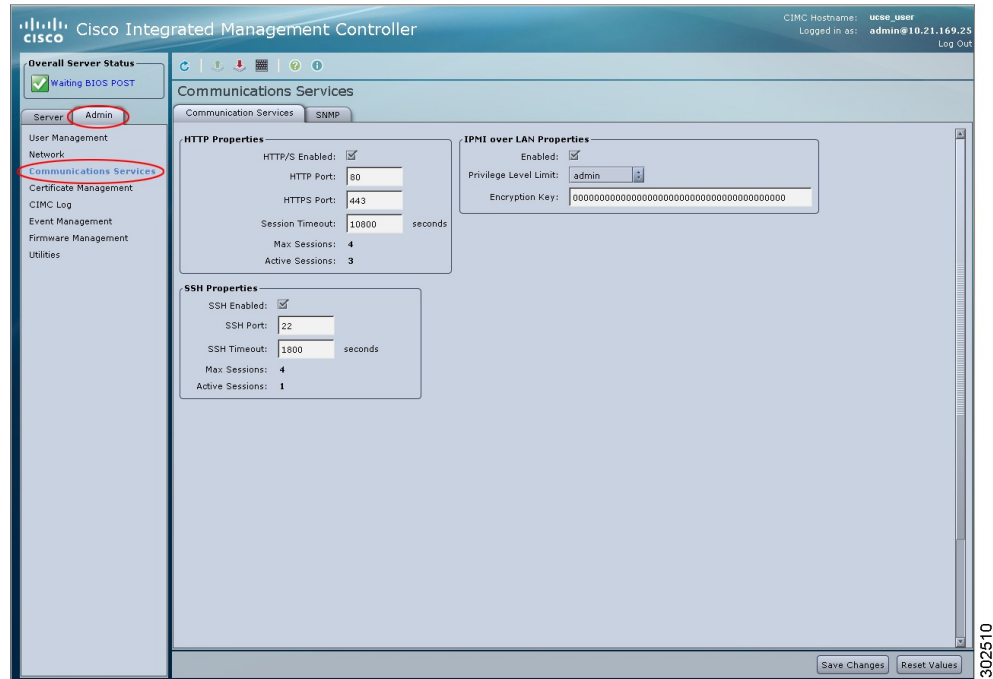 CISCO
Cisco Integrated Management Controller
CIMC Hostname: ucse_user
Logged in as: admin@10.21.169.25
Log Out
Overall Server Status
Waiting BIOS POST
Server Admin
User Management
Network
Communications Services
Certificate Management
CIMC Log
Event Management
Firmware Management
Utilities
Communications Services
Communication Services SNMP
HTTP Properties
HTTP/S Enabled:
HTTP Port: 80
HTTPS Port: 443
Session Timeout: 10800 seconds
Max Sessions: 4
Active Sessions: 3
IPMI over LAN Properties
Enabled:
Privilege Level Limit: admin
Encryption Key: 0000000000000000000000000000000000000000
SSH Properties
SSH Enabled:
SSH Port: 22
SSH Timeout: 1800 seconds
Max Sessions: 4
Active Sessions: 1
Save Changes Reset Values
302510